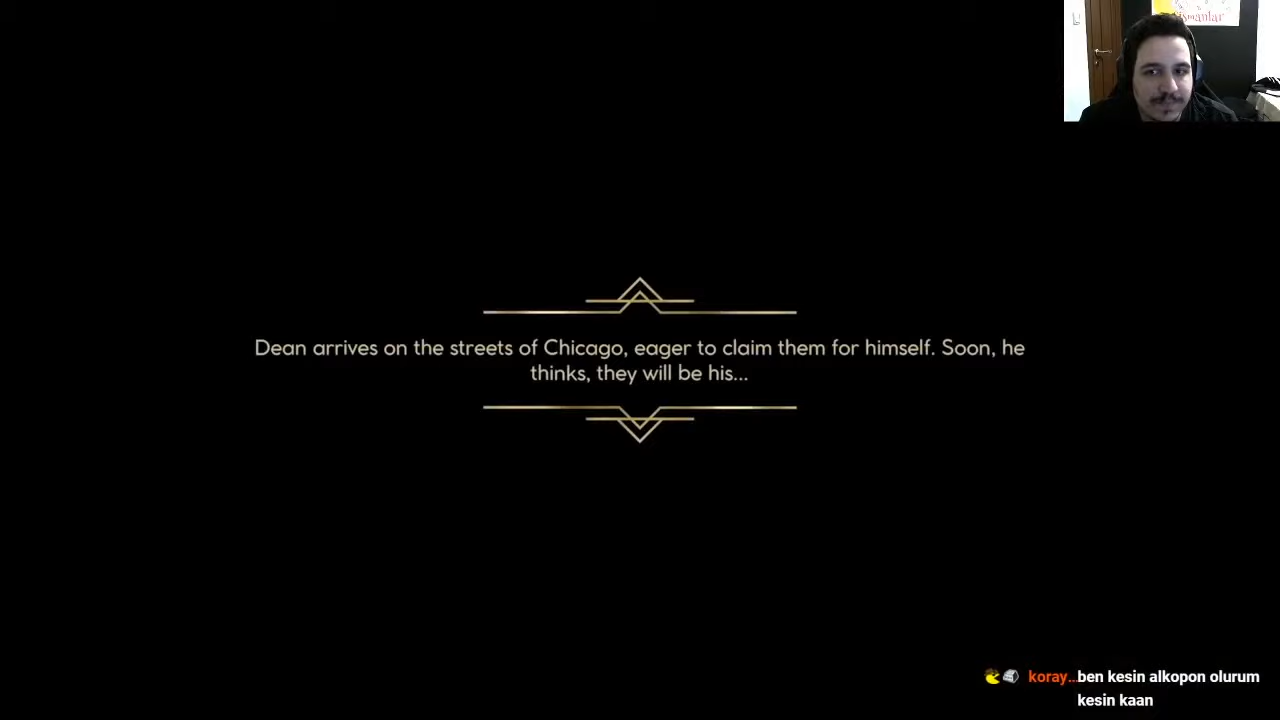 ismanlar
Dean arrives on the streets of Chicago, eager to claim them for himself. Soon, he
thinks, they will be his...
koray…ben kesin alkopon olurum
kesin kaan